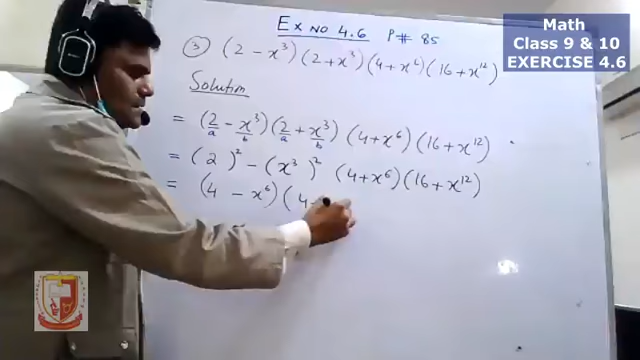 Ex NO 4.6 P# 85
Math
Class 9 & 10
EXERCISE 4.6
③ (2 - x³)(2 + x³)(4 + x⁶)(16 + x¹²)
Solution
= (2 - x³)(2 + x³)(4 + x⁶)(16 + x¹²)
a b a b
= (2)² - (x³)² (4 + x⁶)(16 + x¹²)
= (4 - x⁶)(4